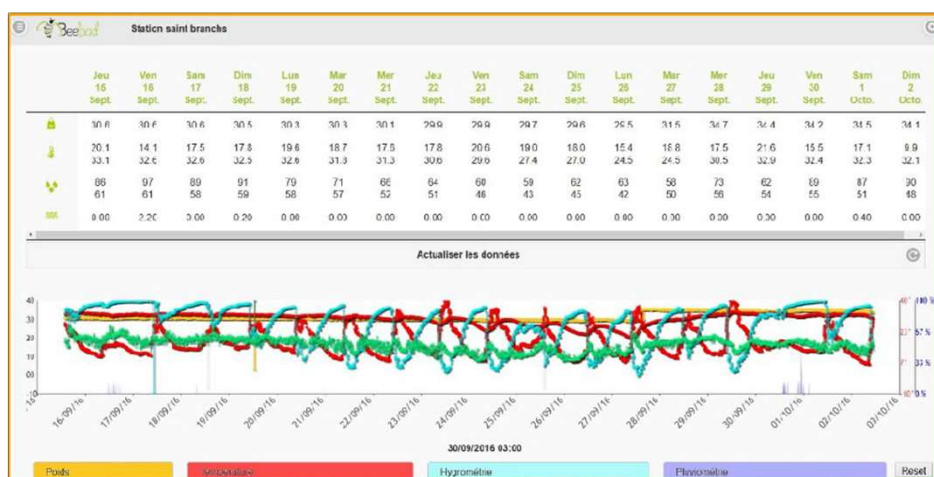 Beebad Station saint branchs
Jeu Ven Sam Dim Lun Mar Mer Jeu Ven Sam Dim Lun Mar Mer Jeu Ven Sam Dim
15 16 17 18 19 20 21 22 23 24 25 26 27 28 29 30 1 2
Sept. Sept. Sept. Sept. Sept. Sept. Sept. Sept. Sept. Sept. Sept. Sept. Sept. Sept. Sept. Sept. Octo. Octo.
30.6 30.6 30.6 30.5 30.3 30.3 30.1 29.9 29.9 29.7 29.6 29.5 31.5 34.7 34.4 34.2 34.5 34.1
20.1 14.1 17.5 17.8 19.6 18.7 17.6 17.8 20.6 19.0 18.0 15.4 18.8 17.5 21.6 15.5 17.1 9.9
33.1 32.6 32.6 32.5 32.6 31.8 31.3 30.6 29.6 27.4 27.0 24.5 24.5 30.5 32.9 32.4 32.3 32.1
86 97 89 91 79 71 66 64 60 59 62 63 58 73 62 89 87 90
61 61 58 59 58 57 52 51 46 43 45 42 50 56 54 55 51 48
0.00 2.20 0.00 0.20 0.00 0.00 0.00 0.00 0.00 0.00 0.00 0.00 0.00 0.00 0.00 0.00 0.40 0.00
Actualiser les données
40 40° 100 %
30
20 67 %
10 33 %
00
-10 0 %
16/09/16 17/09/16 18/09/16 19/09/16 20/09/16 21/09/16 22/09/16 23/09/16 24/09/16 25/09/16 26/09/16 27/09/16 28/09/16 29/09/16 30/09/16 01/10/16 02/10/16 03/10/16
30/09/2016 03:00
Poids Température Hygrométrie Pluviométrie Reset